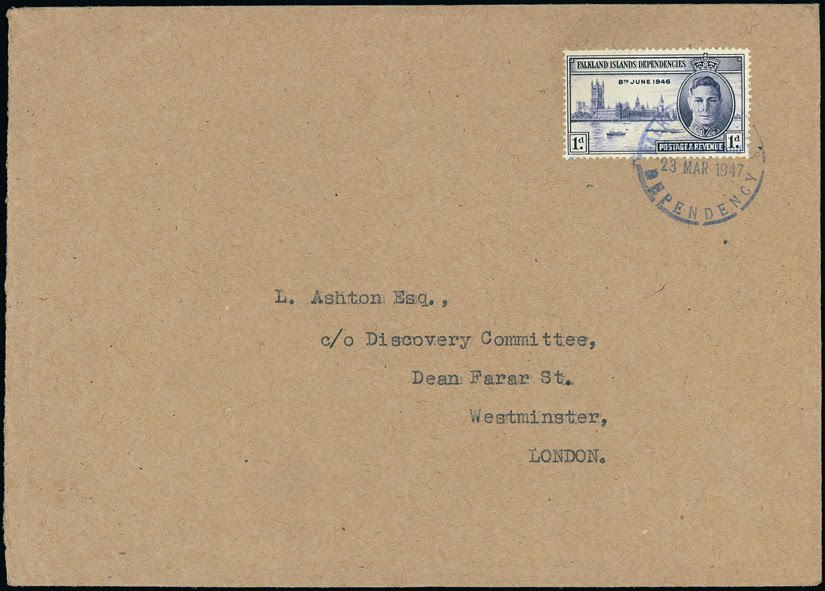 FALKLAND ISLANDS DEPENDENCIES
8TH JUNE 1946
1d
POSTAGE & REVENUE
1d
23 MAR 1947
DEPENDENCY
L. Ashton Esq.,
c/o Discovery Committee,
Dean Farar St.
Westminster,
LONDON.